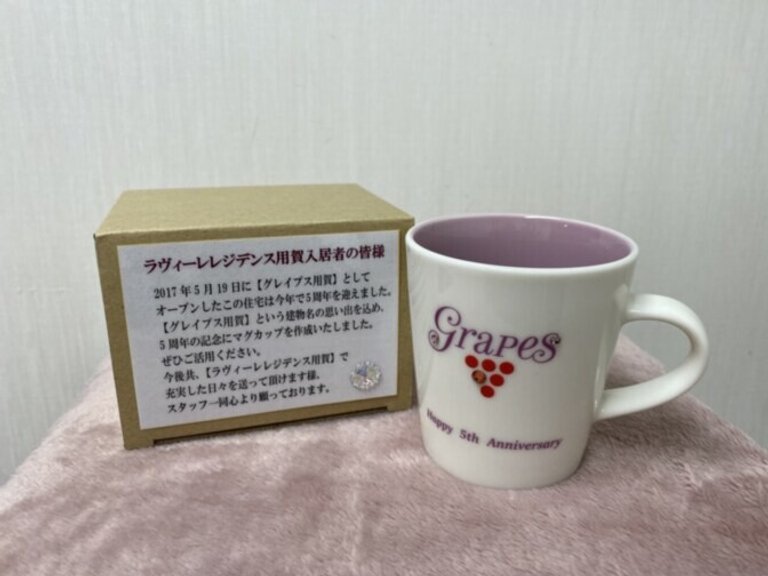 ラヴィーレレジデンス用賀入居者の皆様
2017年5月19日に【グレイプス用賀】として
オープンしたこの住宅は今年で5周年を迎えました。
【グレイプス用賀】という建物名の思い出を込め、
5周年の記念にマグカップを作成いたしました。
ぜひご活用ください。
今後共、【ラヴィーレレジデンス用賀】で
充実した日々を送って頂けます様、
スタッフ一同心より願っております。
Grapes
Happy 5th Anniversary